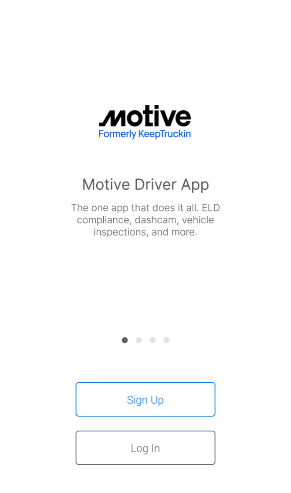 motive
Formerly KeepTruckin
Motive Driver App
The one app that does it all. ELD
compliance, dashcam, vehicle
inspections, and more.
Sign Up
Log In